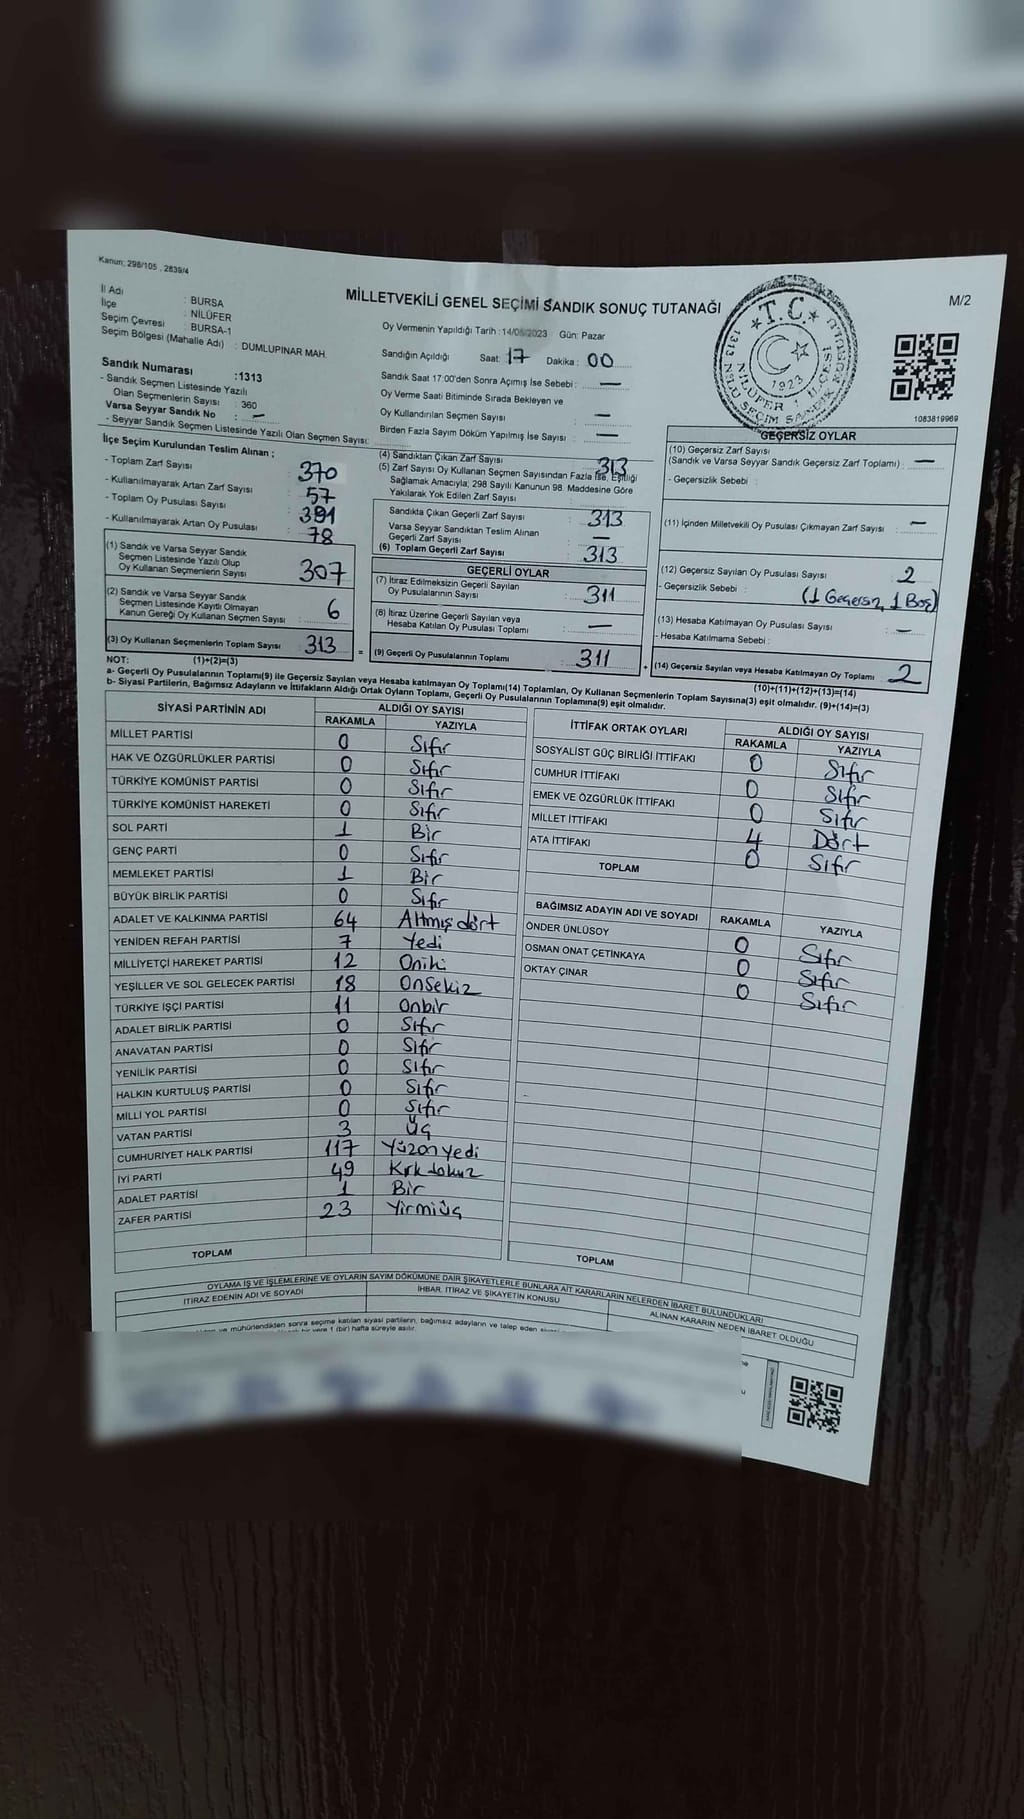 Kanun; 298/105 , 2839/4
MİLLETVEKİLİ GENEL SEÇİMİ SANDIK SONUÇ TUTANAĞI
M/2
İl Adı : BURSA
İlçe : NİLÜFER
Seçim Çevresi : BURSA-1
Seçim Bölgesi (Mahalle Adı) : DUMLUPINAR MAH.
Sandık Numarası :1313
- Sandık Seçmen Listesinde Yazılı
Olan Seçmenlerin Sayısı : 360
Varsa Seyyar Sandık No : —
- Seyyar Sandık Seçmen Listesinde Yazılı Olan Seçmen Sayısı:
Oy Vermenin Yapıldığı Tarih : 14/05/2023 Gün: Pazar
Sandığın Açıldığı Saat: 17 Dakika : 00
Sandık Saat 17:00'den Sonra Açımış İse Sebebi : —
Oy Verme Saati Bitiminde Sırada Bekleyen ve
Oy Kullandırılan Seçmen Sayısı : —
Birden Fazla Sayım Döküm Yapılmış İse Sayısı : —
T.C.
1923
1083819969
İlçe Seçim Kurulundan Teslim Alınan ;
- Toplam Zarf Sayısı : 370
- Kullanılmayarak Artan Zarf Sayısı : 57
- Toplam Oy Pusulası Sayısı : 391
- Kullanılmayarak Artan Oy Pusulası : 78
(1) Sandık ve Varsa Seyyar Sandık
Seçmen Listesinde Yazılı Olup
Oy Kullanan Seçmenlerin Sayısı : 307
(2) Sandık ve Varsa Seyyar Sandık
Seçmen Listesinde Kayıtlı Olmayan
Kanun Gereği Oy Kullanan Seçmen Sayısı : 6
(3) Oy Kullanan Seçmenlerin Toplam Sayısı : 313
(4) Sandıktan Çıkan Zarf Sayısı : 313
(5) Zarf Sayısı Oy Kullanan Seçmen Sayısından Fazla İse, Eşitliği
Sağlamak Amacıyla; 298 Sayılı Kanunun 98. Maddesine Göre
Yakılarak Yok Edilen Zarf Sayısı :
Sandıkta Çıkan Geçerli Zarf Sayısı : 313
Varsa Seyyar Sandıktan Teslim Alınan
Geçerli Zarf Sayısı : —
(6) Toplam Geçerli Zarf Sayısı : 313
GEÇERLİ OYLAR
(7) İtiraz Edilmeksizin Geçerli Sayılan
Oy Pusulalarının Sayısı : 311
(8) İtiraz Üzerine Geçerli Sayılan veya
Hesaba Katılan Oy Pusulası Toplamı : —
= (9) Geçerli Oy Pusulalarının Toplamı : 311
GEÇERSİZ OYLAR
(10) Geçersiz Zarf Sayısı
(Sandık ve Varsa Seyyar Sandık Geçersiz Zarf Toplamı) : —
- Geçersizlik Sebebi :
(11) İçinden Milletvekili Oy Pusulası Çıkmayan Zarf Sayısı : —
(12) Geçersiz Sayılan Oy Pusulası Sayısı : 2
- Geçersizlik Sebebi : (1 Geçersiz, 1 Boş)
(13) Hesaba Katılmayan Oy Pusulası Sayısı : —
- Hesaba Katılmama Sebebi :
+ (14) Geçersiz Sayılan veya Hesaba Katılmayan Oy Toplamı : 2
NOT: (1)+(2)=(3)
(10)+(11)+(12)+(13)=(14)
a- Geçerli Oy Pusulalarının Toplamı(9) ile Geçersiz Sayılan veya Hesaba katılmayan Oy Toplamı(14) Toplamları, Oy Kullanan Seçmenlerin Toplam Sayısına(3) eşit olmalıdır. (9)+(14)=(3)
b- Siyasi Partilerin, Bağımsız Adayların ve İttifakların Aldığı Ortak Oyların Toplamı, Geçerli Oy Pusulalarının Toplamına(9) eşit olmalıdır.
SİYASİ PARTİNİN ADI ALDIĞI OY SAYISI
RAKAMLA YAZIYLA
MİLLET PARTİSİ 0 Sıfır
HAK VE ÖZGÜRLÜKLER PARTİSİ 0 Sıfır
TÜRKİYE KOMÜNİST PARTİSİ 0 Sıfır
TÜRKİYE KOMÜNİST HAREKETİ 0 Sıfır
SOL PARTİ 1 Bir
GENÇ PARTİ 0 Sıfır
MEMLEKET PARTİSİ 1 Bir
BÜYÜK BİRLİK PARTİSİ 0 Sıfır
ADALET VE KALKINMA PARTİSİ 64 Altmış dört
YENİDEN REFAH PARTİSİ 7 Yedi
MİLLİYETÇİ HAREKET PARTİSİ 12 Oniki
YEŞİLLER VE SOL GELECEK PARTİSİ 18 Onsekiz
TÜRKİYE İŞÇİ PARTİSİ 11 Onbir
ADALET BİRLİK PARTİSİ 0 Sıfır
ANAVATAN PARTİSİ 0 Sıfır
YENİLİK PARTİSİ 0 Sıfır
HALKIN KURTULUŞ PARTİSİ 0 Sıfır
MİLLİ YOL PARTİSİ 0 Sıfır
VATAN PARTİSİ 3 Üç
CUMHURİYET HALK PARTİSİ 117 Yüzonyedi
İYİ PARTİ 49 Kırkdokuz
ADALET PARTİSİ 1 Bir
ZAFER PARTİSİ 23 Yirmiüç
TOPLAM
İTTİFAK ORTAK OYLARI ALDIĞI OY SAYISI
RAKAMLA YAZIYLA
SOSYALİST GÜÇ BİRLİĞİ İTTİFAKI 0 Sıfır
CUMHUR İTTİFAKI 0 Sıfır
EMEK VE ÖZGÜRLÜK İTTİFAKI 0 Sıfır
MİLLET İTTİFAKI 4 Dört
ATA İTTİFAKI 0 Sıfır
TOPLAM
BAĞIMSIZ ADAYIN ADI VE SOYADI RAKAMLA YAZIYLA
ÖNDER ÜNLÜSOY 0 Sıfır
OSMAN ONAT ÇETİNKAYA 0 Sıfır
OKTAY ÇINAR 0 Sıfır
TOPLAM
OYLAMA İŞ VE İŞLEMLERİNE VE OYLARIN SAYIM DÖKÜMÜNE DAİR ŞİKAYETLERLE BUNLARA AİT KARARLARIN NELERDEN İBARET BULUNDUKLARI
İTİRAZ EDENİN ADI VE SOYADI İHBAR, İTİRAZ VE ŞİKAYETİN KONUSU ALINAN KARARIN NEDEN İBARET OLDUĞU
ve mühürlendikten sonra seçime katılan siyasi partilerin, bağımsız adayların ve talep eden
yere 1 (bir) hafta süreyle asılır.